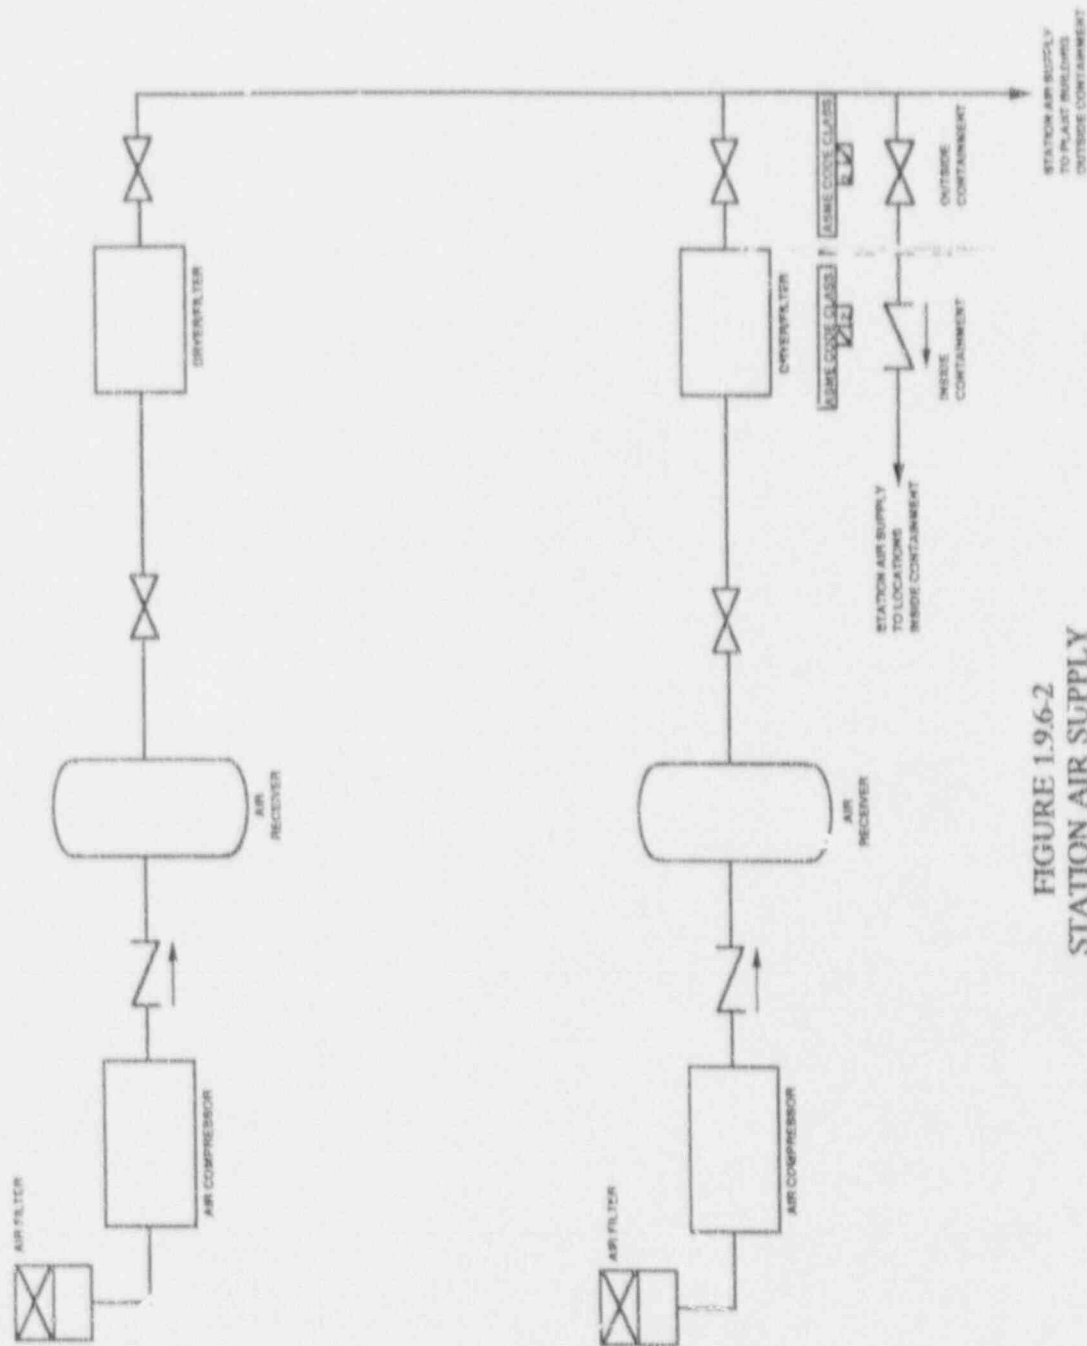 AIR FILTER
AIR COMPRESSOR
AIR
RECEIVER
DRYER/FILTER
AIR FILTER
AIR COMPRESSOR
AIR
RECEIVER
DRYER/FILTER
ASME CODE CLASS
2
ASME CODE CLASS
2
INSIDE
CONTAINMENT
OUTSIDE
CONTAINMENT
STATION AIR SUPPLY
TO LOCATIONS
INSIDE CONTAINMENT
STATION AIR SUPPLY
TO PLANT BUILDING
OUTSIDE CONTAINMENT
FIGURE 1.9.6-2
STATION AIR SUPPLY